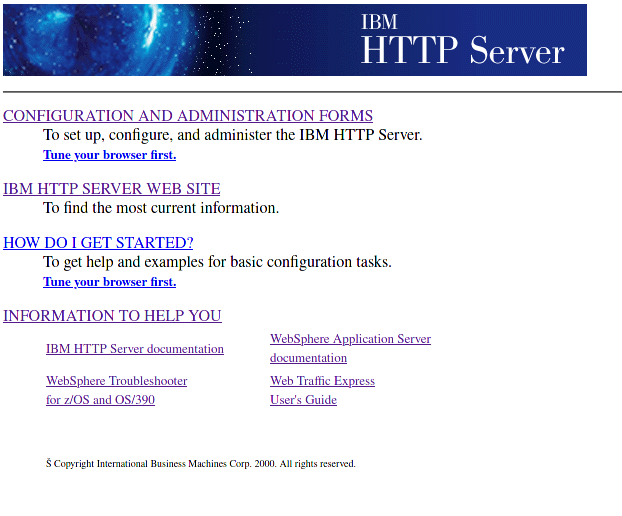 IBM
HTTP Server
CONFIGURATION AND ADMINISTRATION FORMS
To set up, configure, and administer the IBM HTTP Server.
Tune your browser first.
IBM HTTP SERVER WEB SITE
To find the most current information.
HOW DO I GET STARTED?
To get help and examples for basic configuration tasks.
Tune your browser first.
INFORMATION TO HELP YOU
IBM HTTP Server documentation
WebSphere Application Server
documentation
WebSphere Troubleshooter
for z/OS and OS/390
Web Traffic Express
User's Guide
Š Copyright International Business Machines Corp. 2000. All rights reserved.